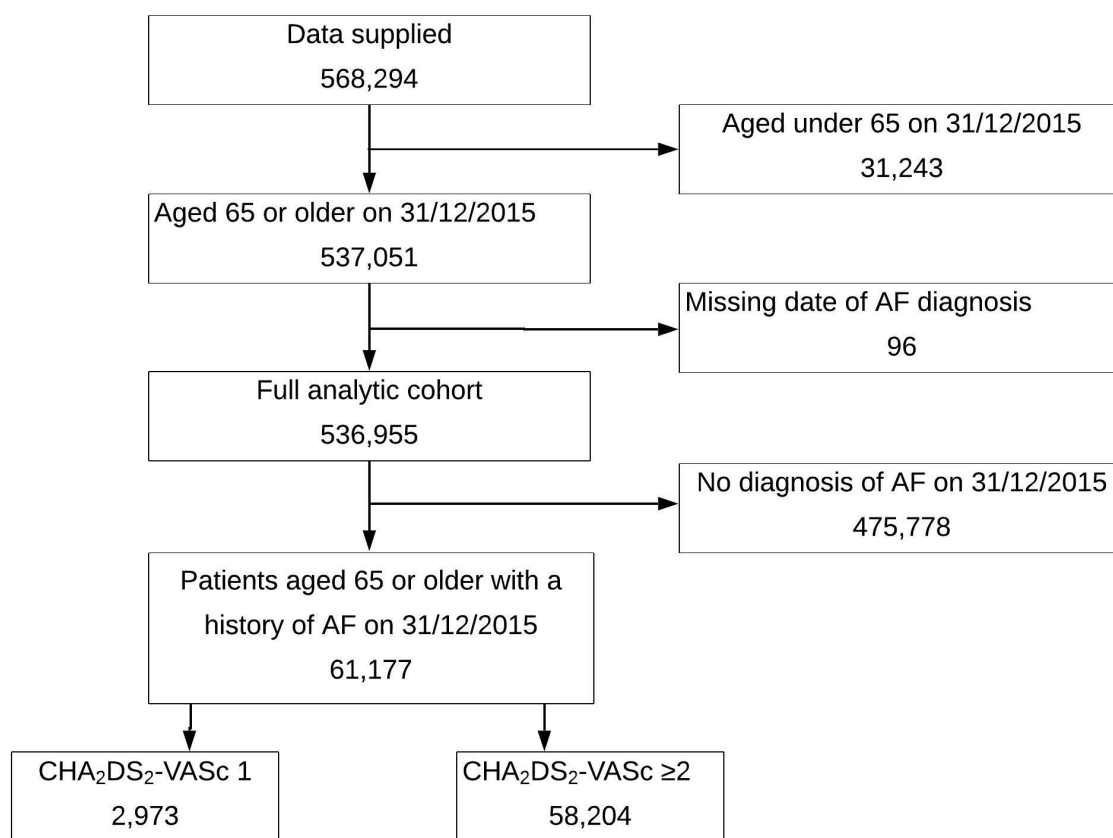 Data supplied
568,294
Aged under 65 on 31/12/2015
31,243
Aged 65 or older on 31/12/2015
537,051
Missing date of AF diagnosis
96
Full analytic cohort
536,955
No diagnosis of AF on 31/12/2015
475,778
Patients aged 65 or older with a
history of AF on 31/12/2015
61,177
CHA₂DS₂-VASc 1
2,973
CHA₂DS₂-VASc ≥2
58,204